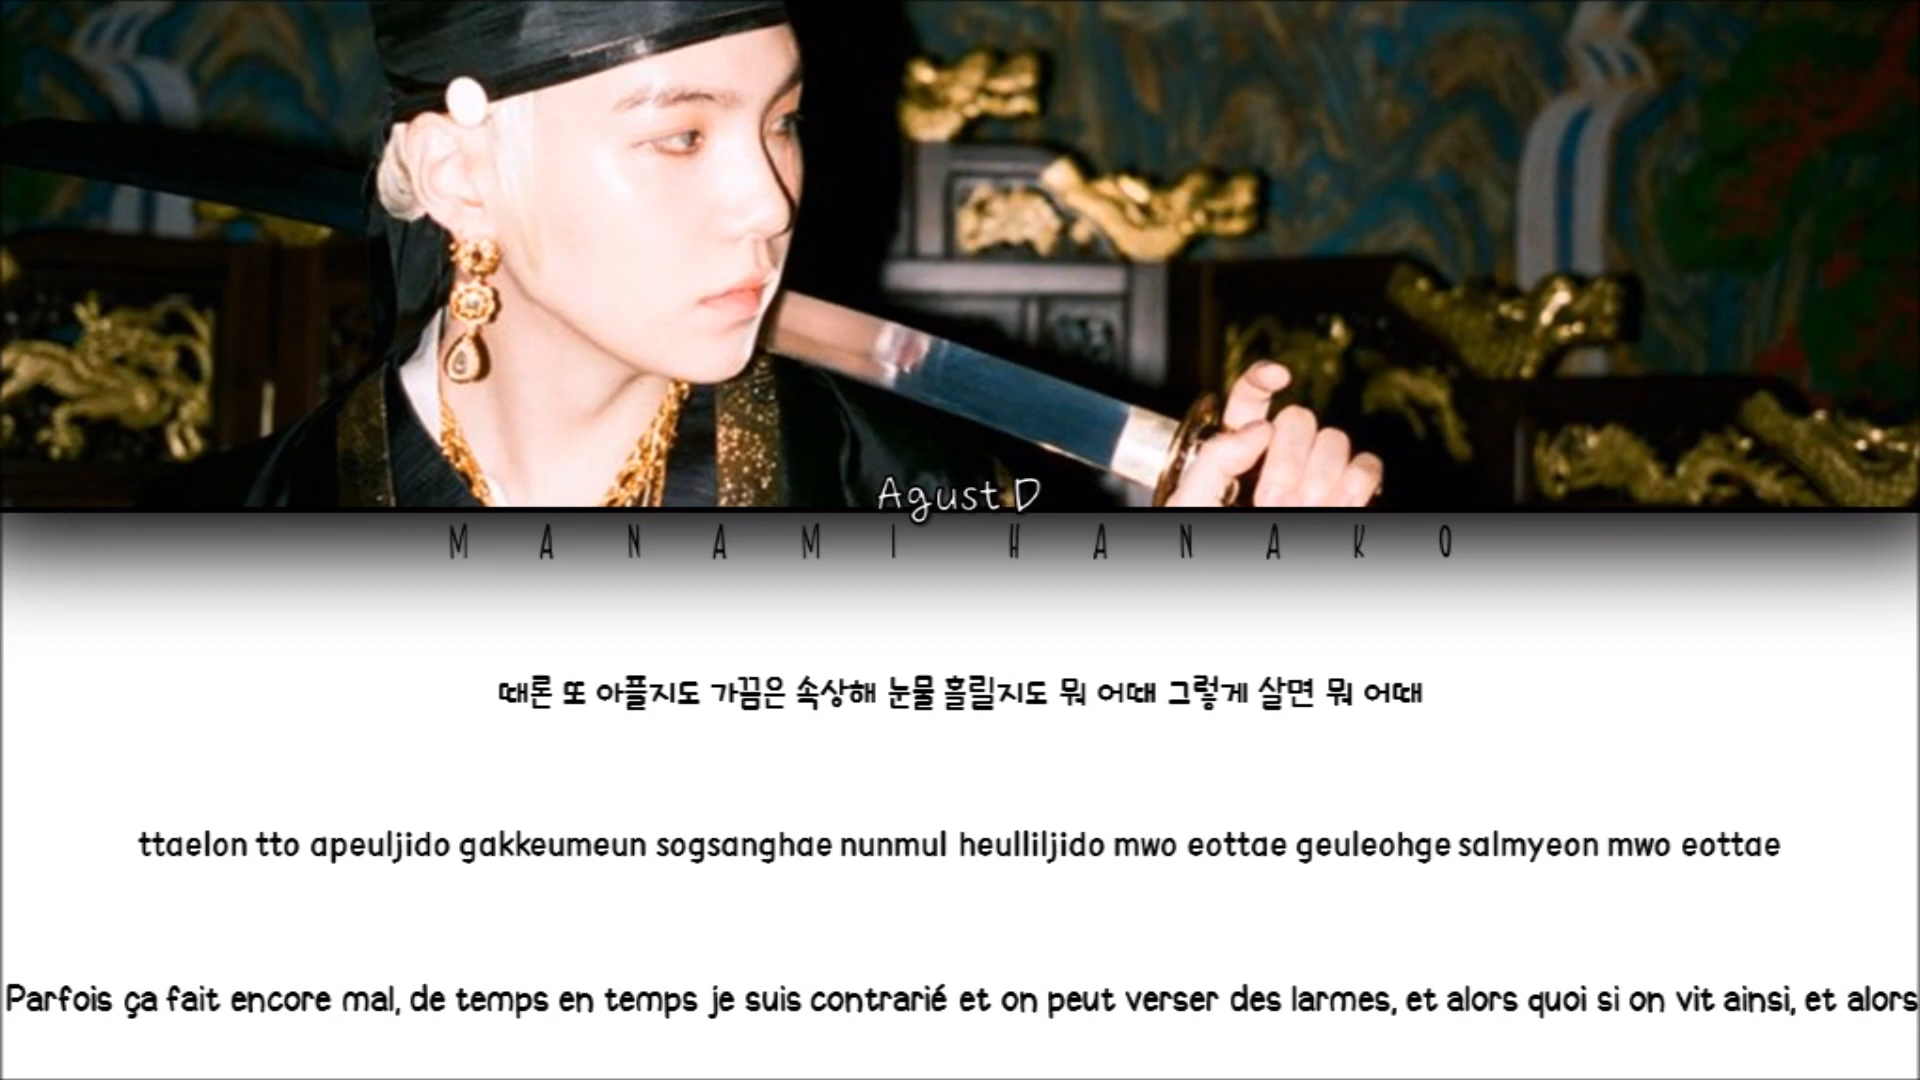 Agust D
MANAMI HANAKO
때론 또 아플지도 가끔은 속상해 눈물 흘릴지도 뭐 어때 그렇게 살면 뭐 어때
ttaelon tto apeuljido gakkeumeun sogsanghae nunmul heulliljido mwo eottae geuleohge salmyeon mwo eottae
Parfois ça fait encore mal, de temps en temps je suis contrarié et on peut verser des larmes, et alors quoi si on vit ainsi, et alors